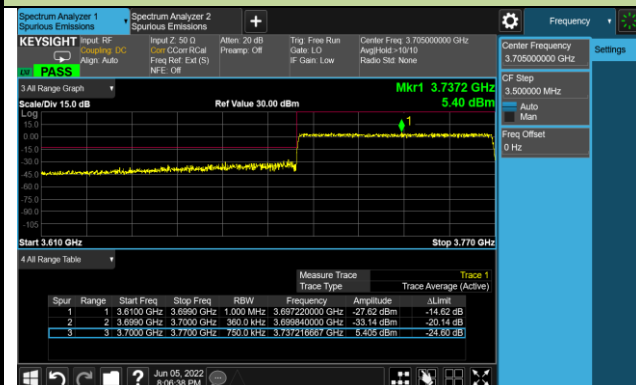 Spectrum Analyzer 1
Spurious Emissions
Spectrum Analyzer 2
Spurious Emissions
Frequency
KEYSIGHT
Input: RF
Coupling: DC
Align: Auto
Input Z: 50 Ω
Corr CCorr RCal
Freq Ref: Ext (S)
NFE: Off
Atten: 20 dB
Preamp: Off
Trig: Free Run
Gate: LO
IF Gain: Low
Center Freq: 3.705000000 GHz
Avg|Hold:>10/10
Radio Std: None
PASS
Center Frequency
3.705000000 GHz
Settings
CF Step
3.500000 MHz
Auto
Man
Freq Offset
0 Hz
3 All Range Graph
Mkr1 3.7372 GHz
Scale/Div 15.0 dB
Ref Value 30.00 dBm
5.40 dBm
Log
15.0
0.00
-15.0
-30.0
-45.0
-60.0
-75.0
-90.0
-105
1
Start 3.610 GHz
Stop 3.770 GHz
4 All Range Table
Measure Trace Trace 1
Trace Type Trace Average (Active)
Spur Range Start Freq Stop Freq RBW Frequency Amplitude ΔLimit
1 1 3.6100 GHz 3.6990 GHz 1.000 MHz 3.697220000 GHz -27.62 dBm -14.62 dB
2 2 3.6990 GHz 3.7000 GHz 360.0 kHz 3.699840000 GHz -33.14 dBm -20.14 dB
3 3 3.7000 GHz 3.7700 GHz 750.0 kHz 3.737216667 GHz 5.405 dBm -24.60 dB
Jun 05, 2022
8:06:38 PM